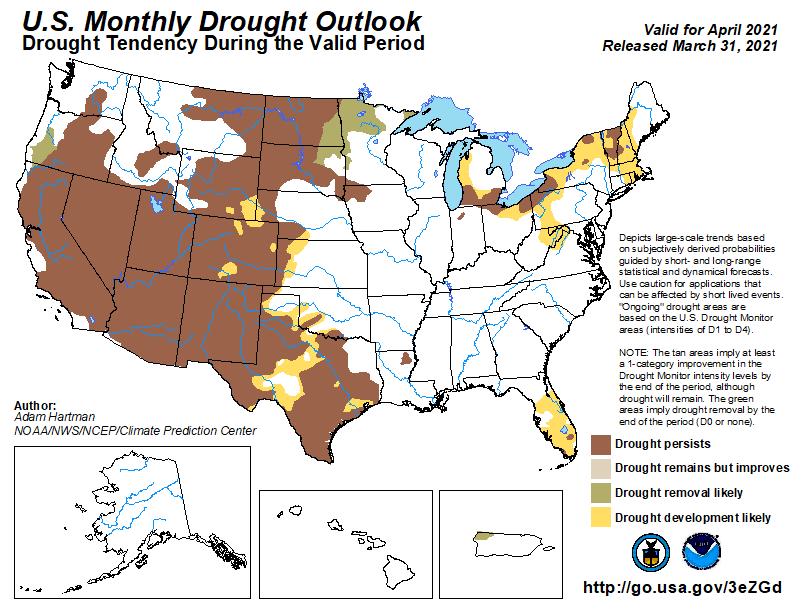 U.S. Monthly Drought Outlook
Drought Tendency During the Valid Period
Valid for April 2021
Released March 31, 2021
Depicts large-scale trends based
on subjectively derived probabilities
guided by short- and long-range
statistical and dynamical forecasts.
Use caution for applications that
can be affected by short lived events.
"Ongoing" drought areas are
based on the U.S. Drought Monitor
areas (intensities of D1 to D4).
NOTE: The tan areas imply at least
a 1-category improvement in the
Drought Monitor intensity levels by
the end of the period, although
drought will remain. The green
areas imply drought removal by the
end of the period (D0 or none).
Author:
Adam Hartman
NOAA/NWS/NCEP/Climate Prediction Center
Drought persists
Drought remains but improves
Drought removal likely
Drought development likely
http://go.usa.gov/3eZGd